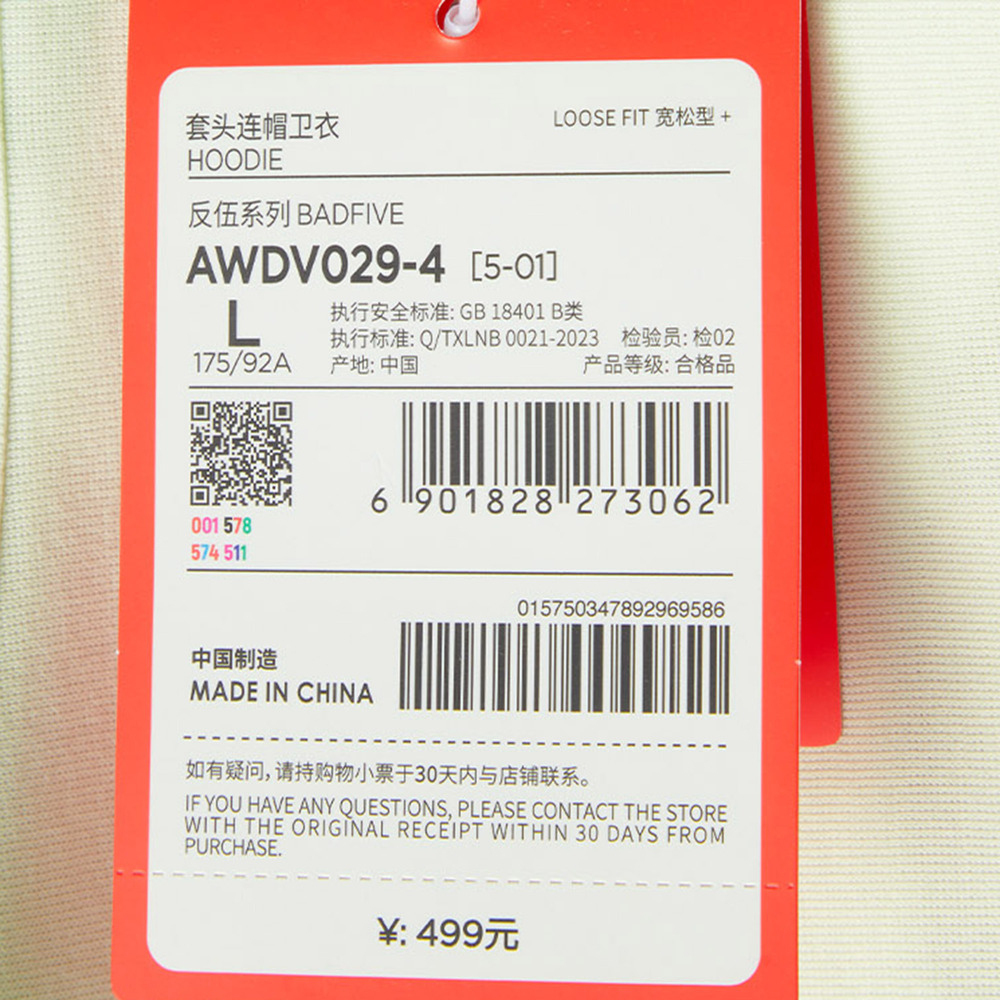 套头连帽卫衣
LOOSE FIT 宽松型 +
HOODIE
反伍系列 BADFIVE
AWDV029-4 [5-01]
L
175/92A
执行安全标准: GB 18401 B类
执行标准: Q/TXLNB 0021-2023 检验员: 检02
产地: 中国 产品等级: 合格品
6 901828 273062
001 578
574 511
015750347892969586
中国制造
MADE IN CHINA
如有疑问, 请持购物小票于30天内与店铺联系。
IF YOU HAVE ANY QUESTIONS, PLEASE CONTACT THE STORE
WITH THE ORIGINAL RECEIPT WITHIN 30 DAYS FROM
PURCHASE.
¥: 499元